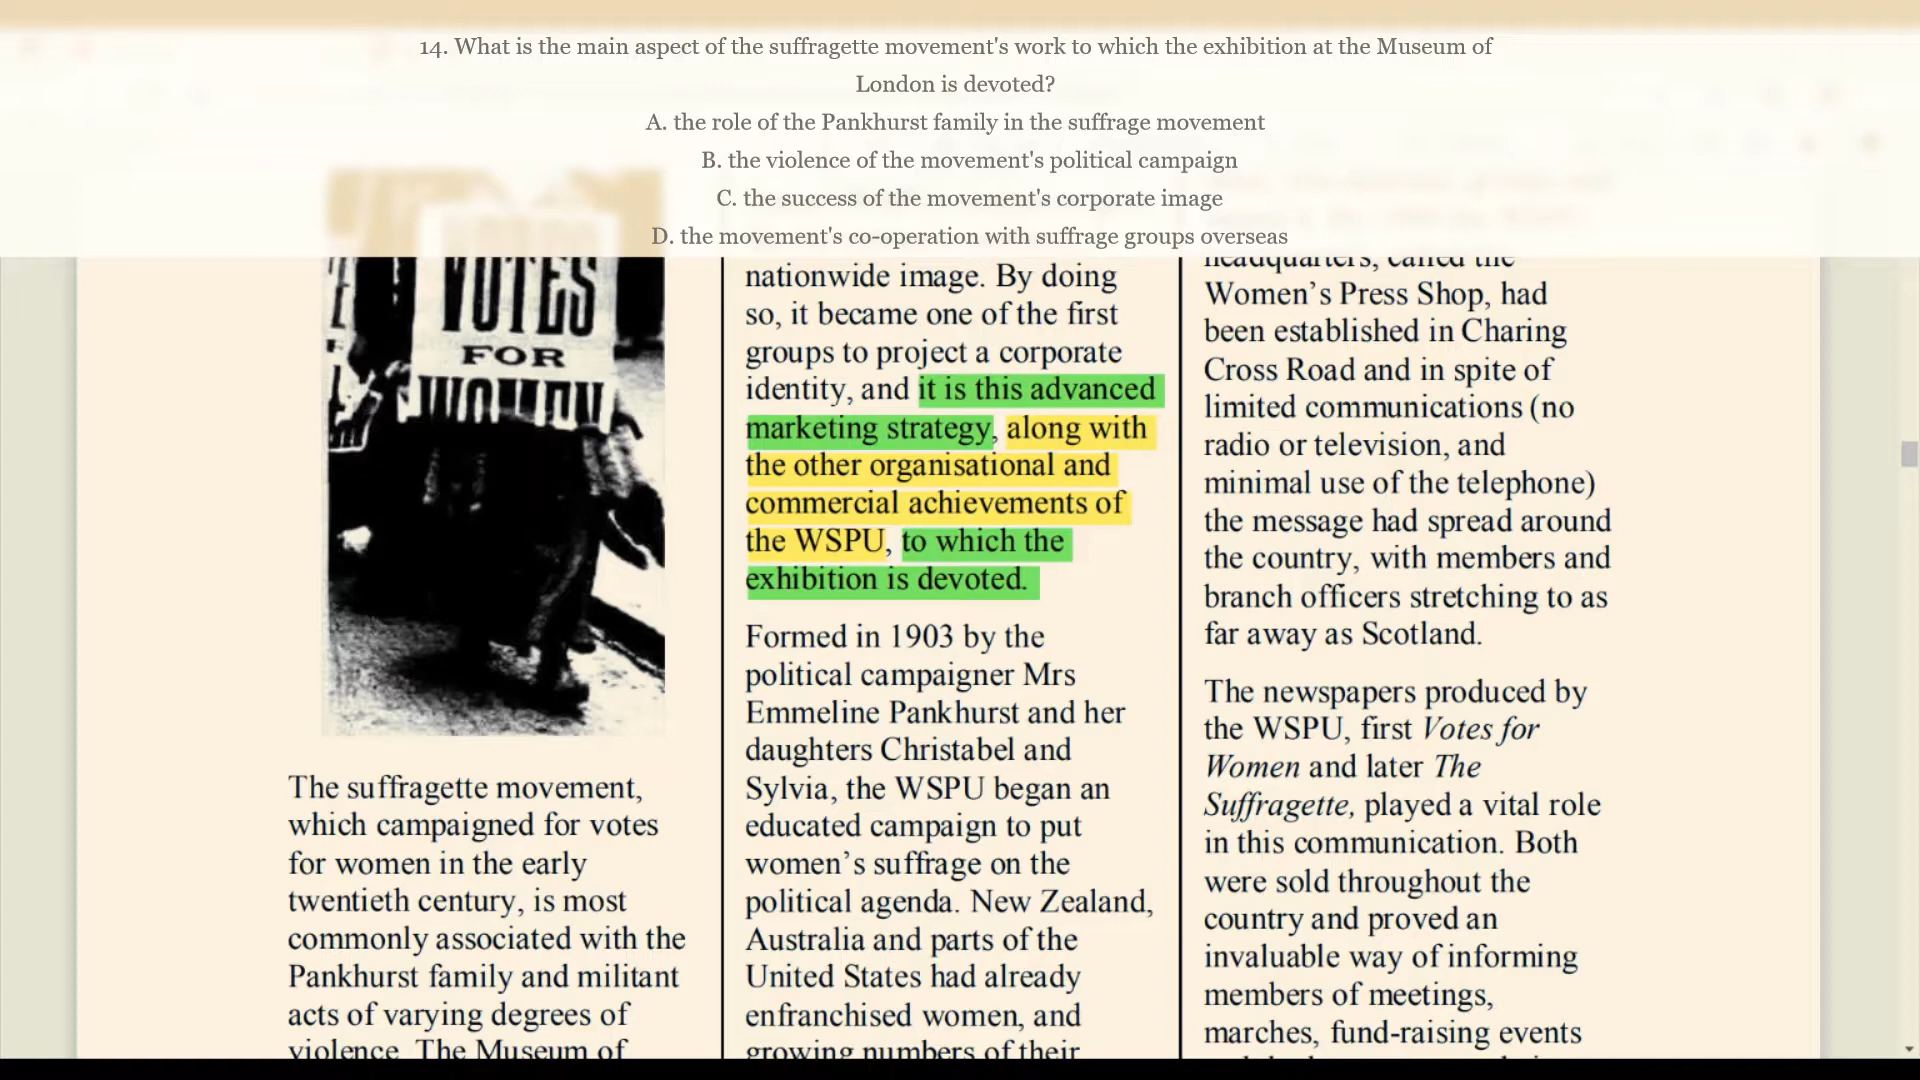 14. What is the main aspect of the suffragette movement's work to which the exhibition at the Museum of
London is devoted?
A. the role of the Pankhurst family in the suffrage movement
B. the violence of the movement's political campaign
C. the success of the movement's corporate image
D. the movement's co-operation with suffrage groups overseas
VOTES
VOTES
FOR
WOMEN
The suffragette movement,
which campaigned for votes
for women in the early
twentieth century, is most
commonly associated with the
Pankhurst family and militant
acts of varying degrees of
violence. The Museum of
nationwide image. By doing
so, it became one of the first
groups to project a corporate
identity, and it is this advanced
marketing strategy, along with
the other organisational and
commercial achievements of
the WSPU, to which the
exhibition is devoted.
Formed in 1903 by the
political campaigner Mrs
Emmeline Pankhurst and her
daughters Christabel and
Sylvia, the WSPU began an
educated campaign to put
women's suffrage on the
political agenda. New Zealand,
Australia and parts of the
United States had already
enfranchised women, and
growing numbers of their
headquarters, called the
Women's Press Shop, had
been established in Charing
Cross Road and in spite of
limited communications (no
radio or television, and
minimal use of the telephone)
the message had spread around
the country, with members and
branch officers stretching to as
far away as Scotland.
The newspapers produced by
the WSPU, first Votes for
Women and later The
Suffragette, played a vital role
in this communication. Both
were sold throughout the
country and proved an
invaluable way of informing
members of meetings,
marches, fund-raising events